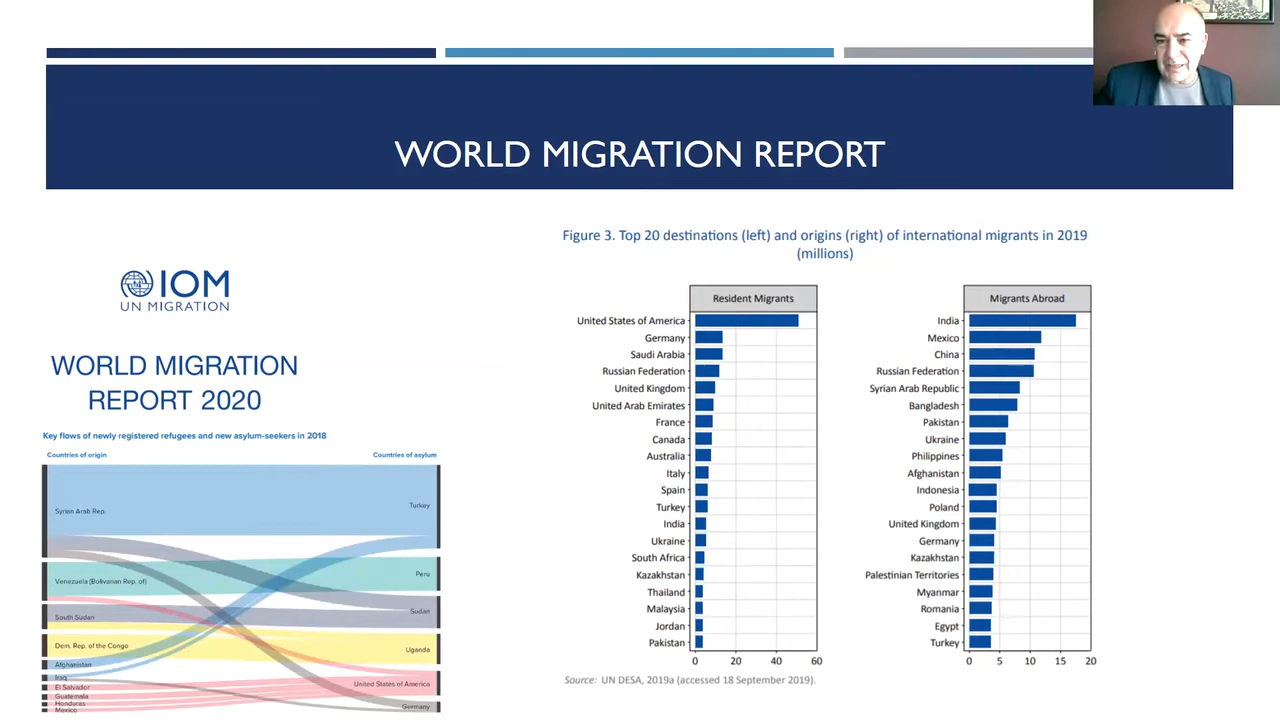 WORLD MIGRATION REPORT
IOM
UN MIGRATION
WORLD MIGRATION
REPORT 2020
Key flows of newly registered refugees and new asylum-seekers in 2018
Countries of origin
Countries of asylum
Syrian Arab Rep.
Venezuela (Bolivarian Rep. of)
South Sudan
Dem. Rep. of the Congo
Afghanistan
Iraq
El Salvador
Guatemala
Honduras
Mexico
Turkey
Peru
Sudan
Uganda
United States of America
Germany
Figure 3. Top 20 destinations (left) and origins (right) of international migrants in 2019
(millions)
Resident Migrants
United States of America
Germany
Saudi Arabia
Russian Federation
United Kingdom
United Arab Emirates
France
Canada
Australia
Italy
Spain
Turkey
India
Ukraine
South Africa
Kazakhstan
Thailand
Malaysia
Jordan
Pakistan
0 20 40 60
Migrants Abroad
India
Mexico
China
Russian Federation
Syrian Arab Republic
Bangladesh
Pakistan
Ukraine
Philippines
Afghanistan
Indonesia
Poland
United Kingdom
Germany
Kazakhstan
Palestinian Territories
Myanmar
Romania
Egypt
Turkey
0 5 10 15 20
Source: UN DESA, 2019a (accessed 18 September 2019).